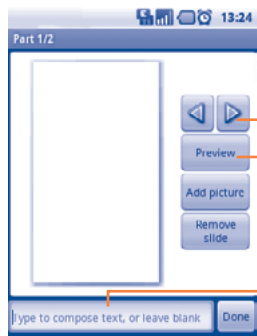 13:24
Part 1/2
Preview
Add picture
Remove
slide
Type to compose text, or leave blank
Done